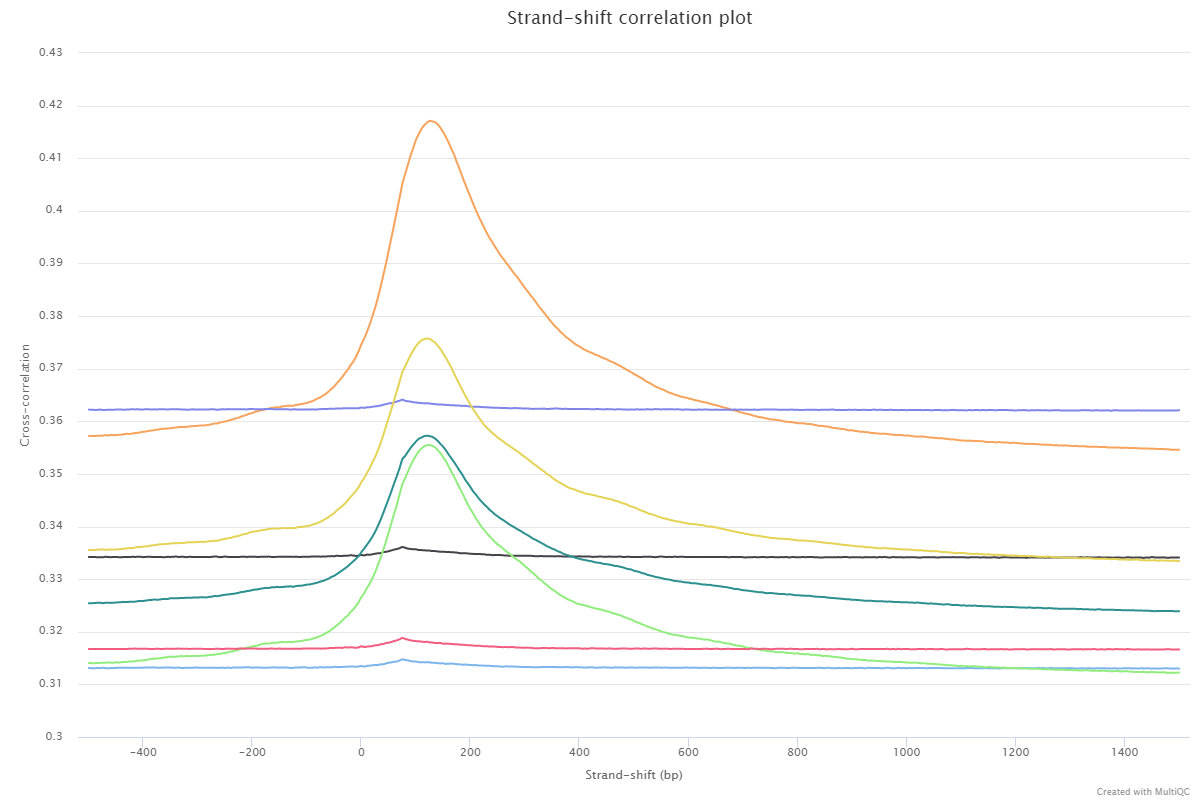 Strand-shift correlation plot
0.43
0.42
0.41
0.4
0.39
0.38
0.37
0.36
0.35
0.34
0.33
0.32
0.31
0.3
Cross-correlation
-400 -200 0 200 400 600 800 1000 1200 1400
Strand-shift (bp)
Created with MultiQC